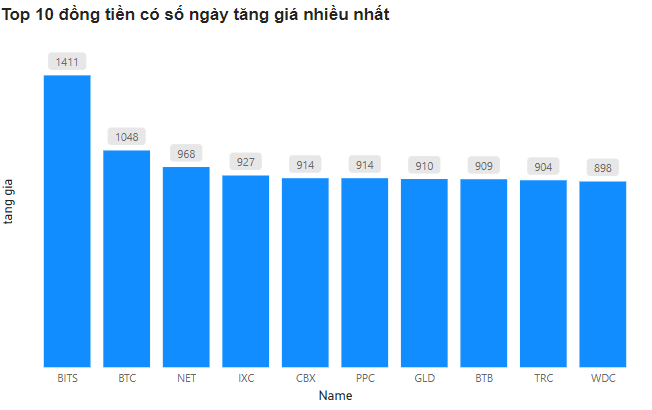 Top 10 đồng tiền có số ngày tăng giá nhiều nhất
1411
1048
968
927
914
914
910
909
904
898
tang gia
BITS BTC NET IXC CBX PPC GLD BTB TRC WDC
Name